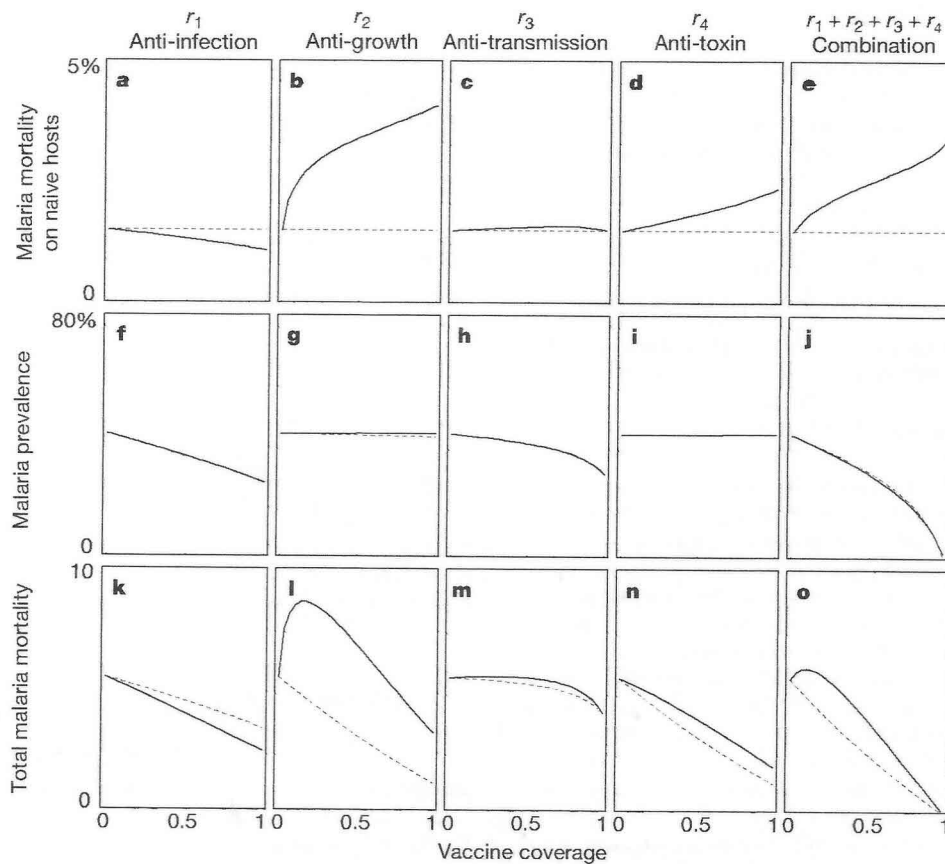 r1 r2 r3 r4 r1 + r2 + r3 + r4
Anti-infection Anti-growth Anti-transmission Anti-toxin Combination
5% a b c d e
Malaria mortality
on naive hosts
0
80% f g h i j
Malaria prevalence
0
10 k l m n o
Total malaria mortality
0
0 0.5 1 0 0.5 1 0 0.5 1 0 0.5 1 0 0.5 1
Vaccine coverage